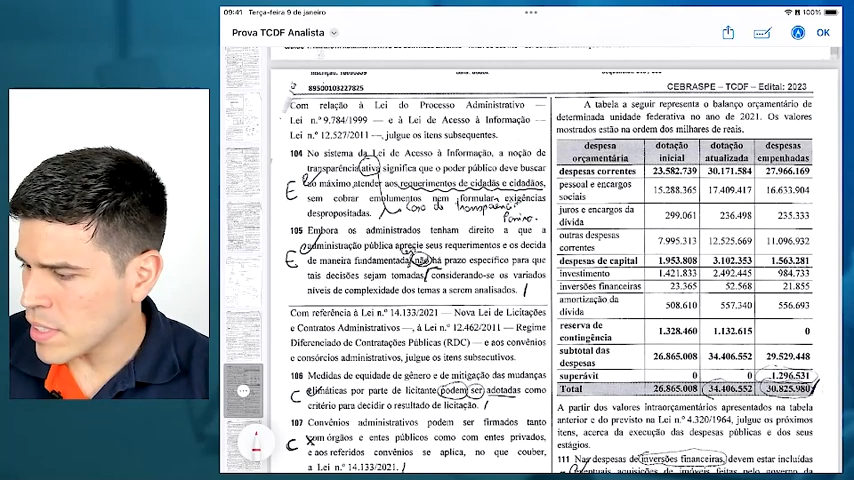 09:41 Terça-feira 9 de janeiro
100%
Prova TCDF Analista
OK
89500103227825
CEBRASPE – TCDF – Edital: 2023
Com relação à Lei do Processo Administrativo —
Lei n.º 9.784/1999 — e à Lei de Acesso à Informação —
Lei n.º 12.527/2011 —, julgue os itens subsequentes.
104 No sistema da Lei de Acesso à Informação, a noção de
transparência ativa significa que o poder público deve buscar
ao máximo atender aos requerimentos de cidadãs e cidadãos,
sem cobrar emolumentos nem formular exigências
despropositadas.
E
Caso de transparência
105 Embora os administrados tenham direito a que a
administração pública aprecie seus requerimentos e os decida
de maneira fundamentada, não há prazo específico para que
tais decisões sejam tomadas, considerando-se os variados
níveis de complexidade dos temas a serem analisados.
E
Com referência à Lei n.º 14.133/2021 — Nova Lei de Licitações
e Contratos Administrativos —, à Lei n.º 12.462/2011 — Regime
Diferenciado de Contratações Públicas (RDC) — e aos convênios
e consórcios administrativos, julgue os itens subsecutivos.
106 Medidas de equidade de gênero e de mitigação das mudanças
climáticas por parte de licitante podem ser adotadas como
critério para decidir o resultado de licitação.
C
107 Convênios administrativos podem ser firmados tanto
com órgãos e entes públicos como com entes privados,
e aos referidos convênios se aplica, no que couber,
a Lei n.º 14.133/2021.
C
A tabela a seguir representa o balanço orçamentário de
determinada unidade federativa no ano de 2021. Os valores
mostrados estão na ordem dos milhares de reais.
despesa orçamentária dotação inicial dotação atualizada despesas empenhadas
despesas correntes 23.582.739 30.171.584 27.966.169
pessoal e encargos sociais 15.288.365 17.409.417 16.633.904
juros e encargos da dívida 299.061 236.498 235.333
outras despesas correntes 7.995.313 12.525.669 11.096.932
despesas de capital 1.953.808 3.102.353 1.563.281
investimento 1.421.833 2.492.445 984.733
inversões financeiras 23.365 52.568 21.855
amortização da dívida 508.610 557.340 556.693
reserva de contingência 1.328.460 1.132.615 0
subtotal das despesas 26.865.008 34.406.552 29.529.448
superávit 0 0 1.296.531
Total 26.865.008 34.406.552 30.825.980
A partir dos valores intraorçamentários apresentados na tabela
anterior e do previsto na Lei n.º 4.320/1964, julgue os próximos
itens, acerca da execução das despesas públicas e dos seus
estágios.
111 Nas despesas de inversões financeiras, devem estar incluídas
eventuais aquisições de imóveis feitas pelo governo da